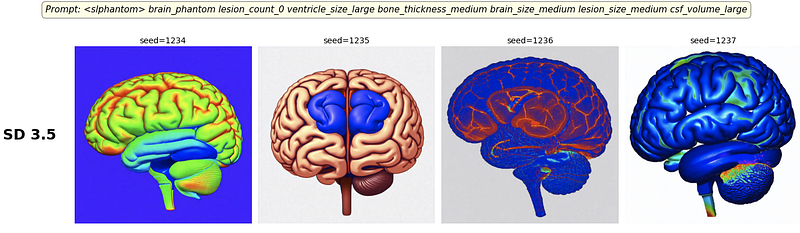 Prompt: <slphantom> brain_phantom lesion_count_0 ventricle_size_large bone_thickness_medium brain_size_medium lesion_size_medium csf_volume_large
seed=1234 seed=1235 seed=1236 seed=1237
SD 3.5